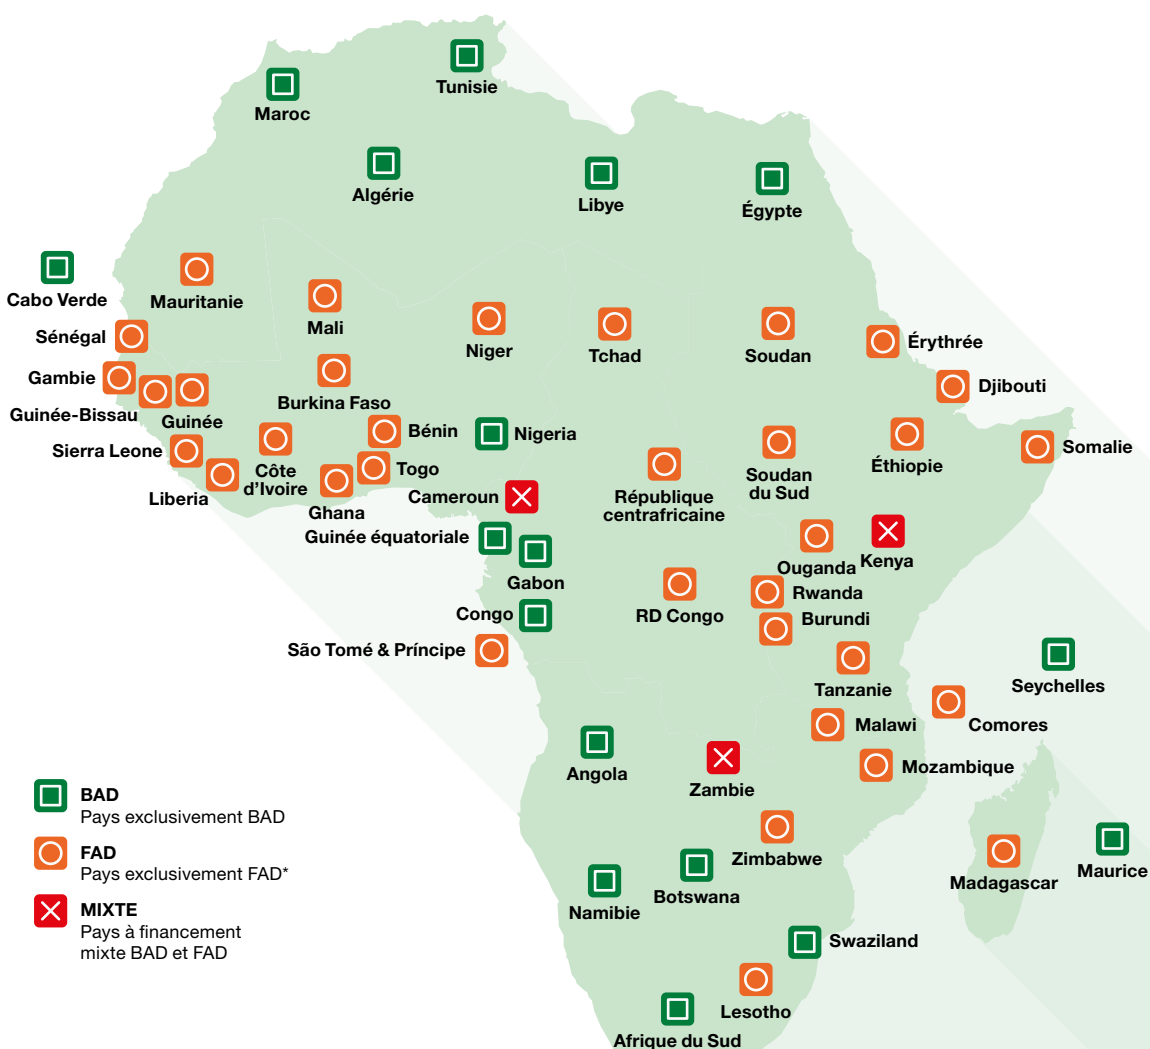 Tunisie
Maroc
Algérie
Libye
Égypte
Cabo Verde
Mauritanie
Mali
Niger
Tchad
Soudan
Érythrée
Sénégal
Djibouti
Gambie
Burkina Faso
Guinée-Bissau
Guinée
Bénin
Nigeria
Somalie
Sierra Leone
Côte
d’Ivoire
Togo
Éthiopie
Soudan
du Sud
Liberia
Ghana
Cameroun
République
centrafricaine
Guinée équatoriale
Gabon
Ouganda
Kenya
Rwanda
Congo
RD Congo
Burundi
São Tomé & Príncipe
Tanzanie
Seychelles
Malawi
Comores
Angola
Zambie
Mozambique
Zimbabwe
Maurice
Madagascar
Botswana
Namibie
Swaziland
Lesotho
Afrique du Sud
BAD
Pays exclusivement BAD
FAD
Pays exclusivement FAD*
MIXTE
Pays à financement
mixte BAD et FAD